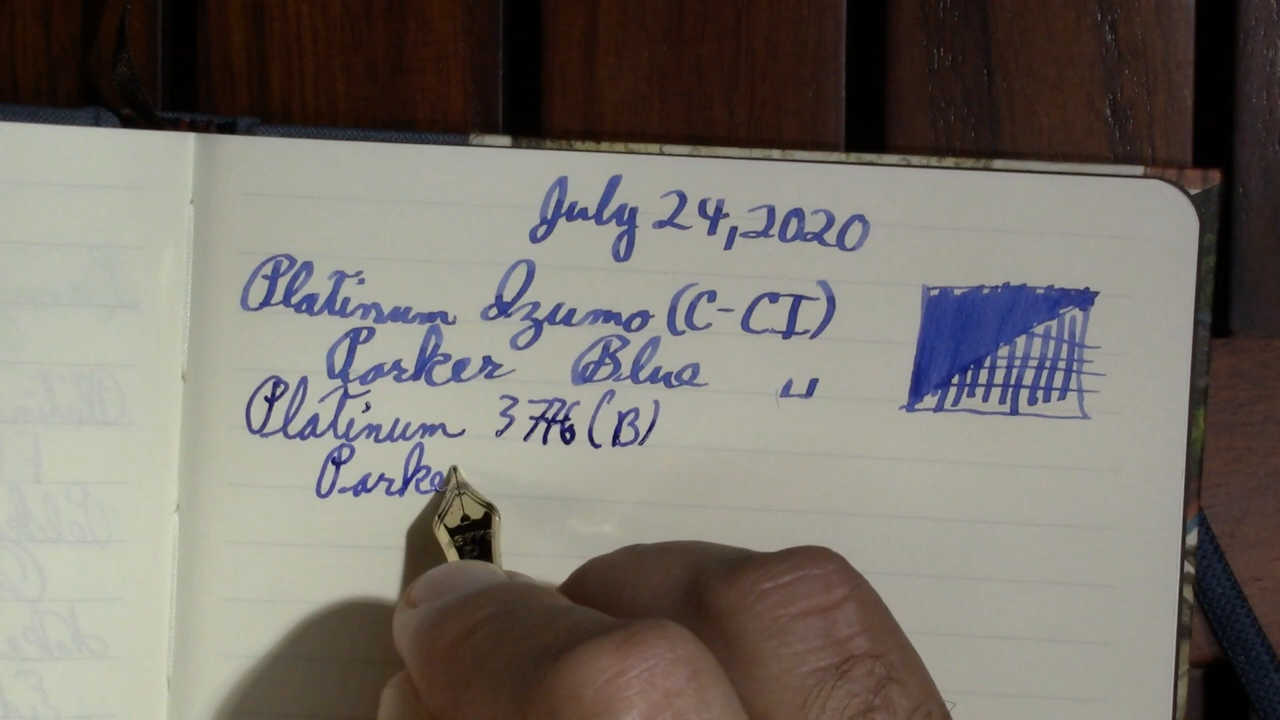 July 24, 2020
Platinum Izumo (C-CI)
Parker Blue "
Platinum 3776 (B)
Parke